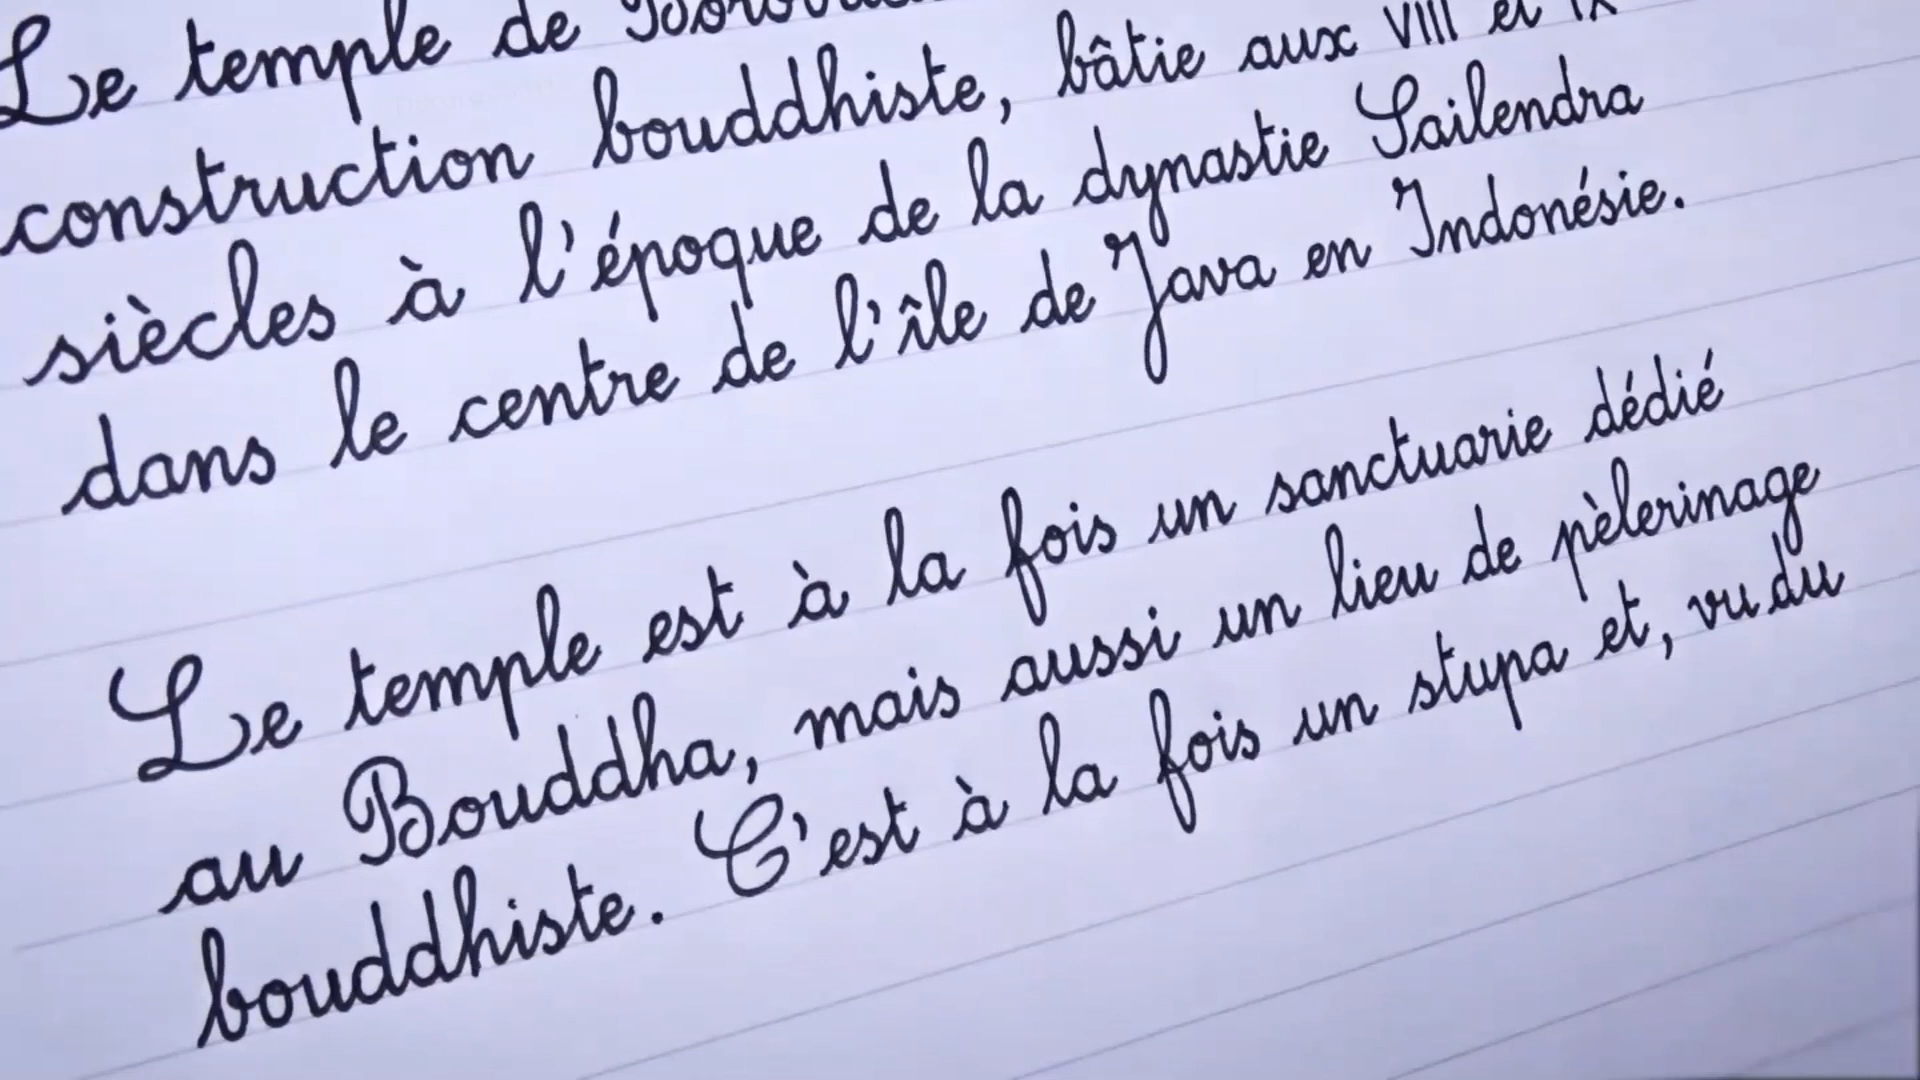 Le temple de
construction bouddhiste, bâtie aux VIII et IX
siècles à l'époque de la dynastie Sailendra
dans le centre de l'île de Java en Indonésie.
Le temple est à la fois un sanctuarie dédié
au Bouddha, mais aussi un lieu de pèlerinage
bouddhiste. C'est à la fois un stupa et, vu du